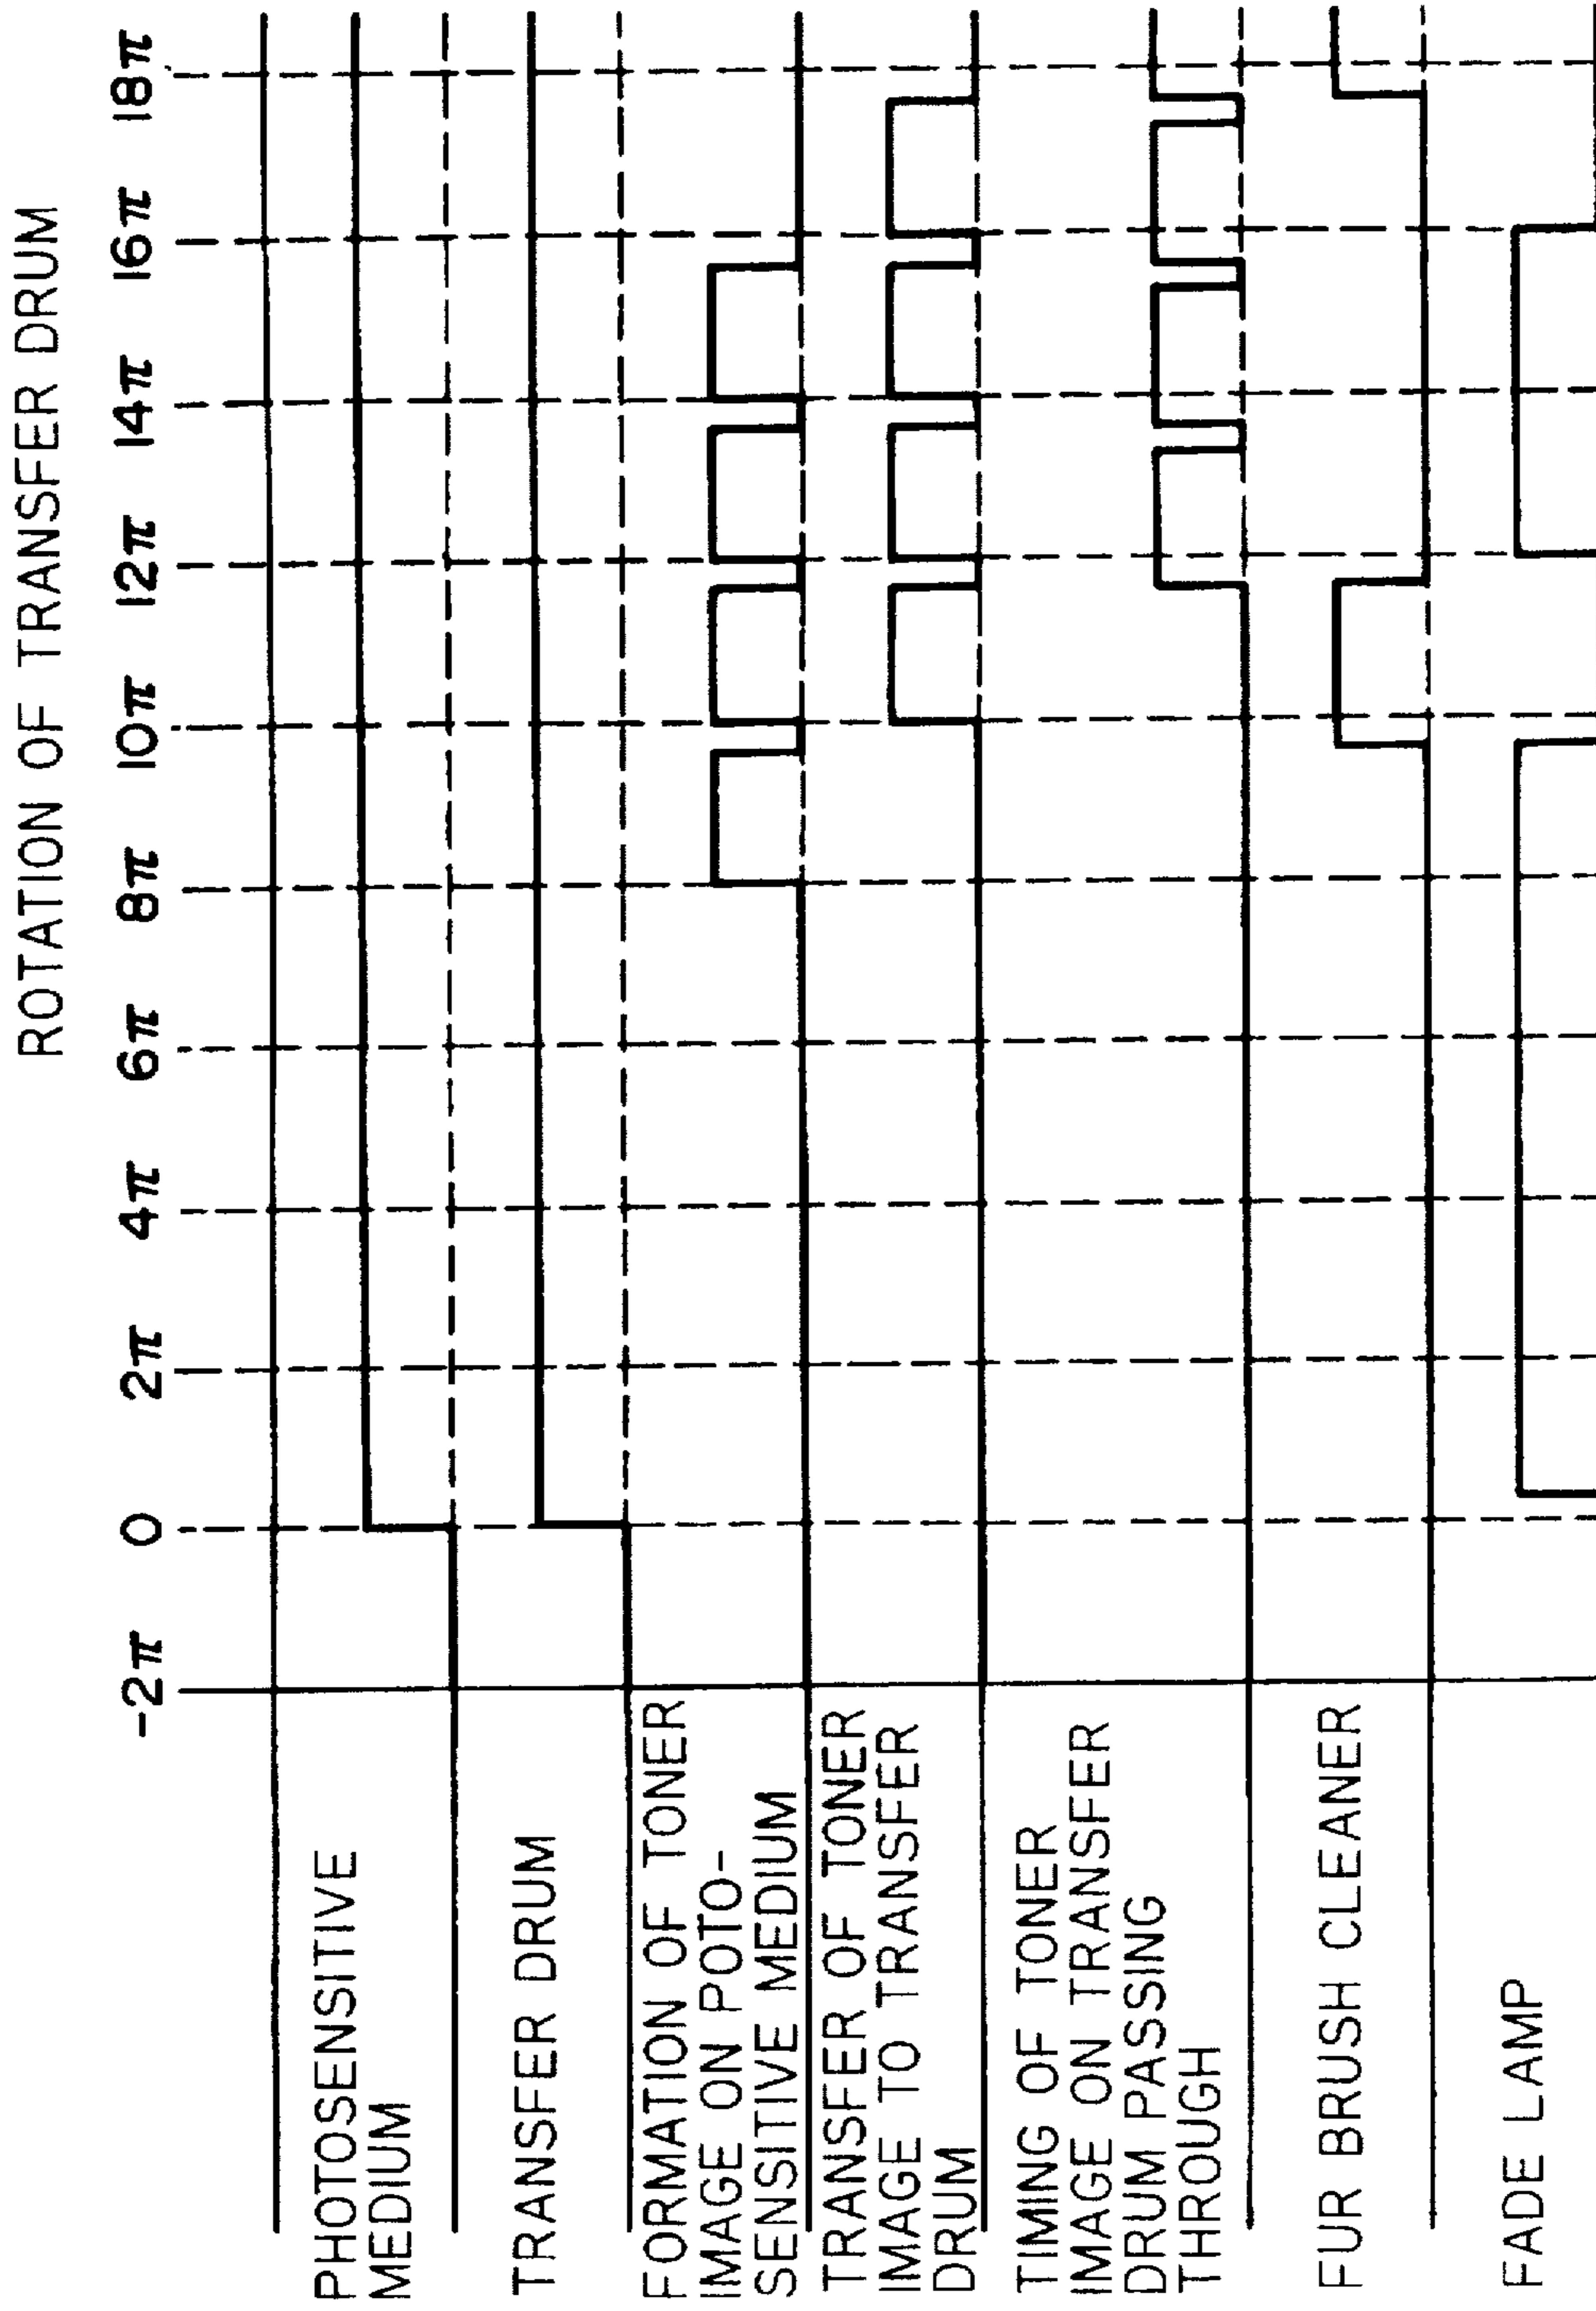 ROTATION OF TRANSFER DRUM
-2π 0 2π 4π 6π 8π 10π 12π 14π 16π 18π
PHOTOSENSITIVE
MEDIUM
TRANSFER DRUM
FORMATION OF TONER
IMAGE ON POTO-
SENSITIVE MEDIUM
TRANSFER OF TONER
IMAGE TO TRANSFER
DRUM
TIMING OF TONER
IMAGE ON TRANSFER
DRUM PASSING
THROUGH
FUR BRUSH CLEANER
FADE LAMP